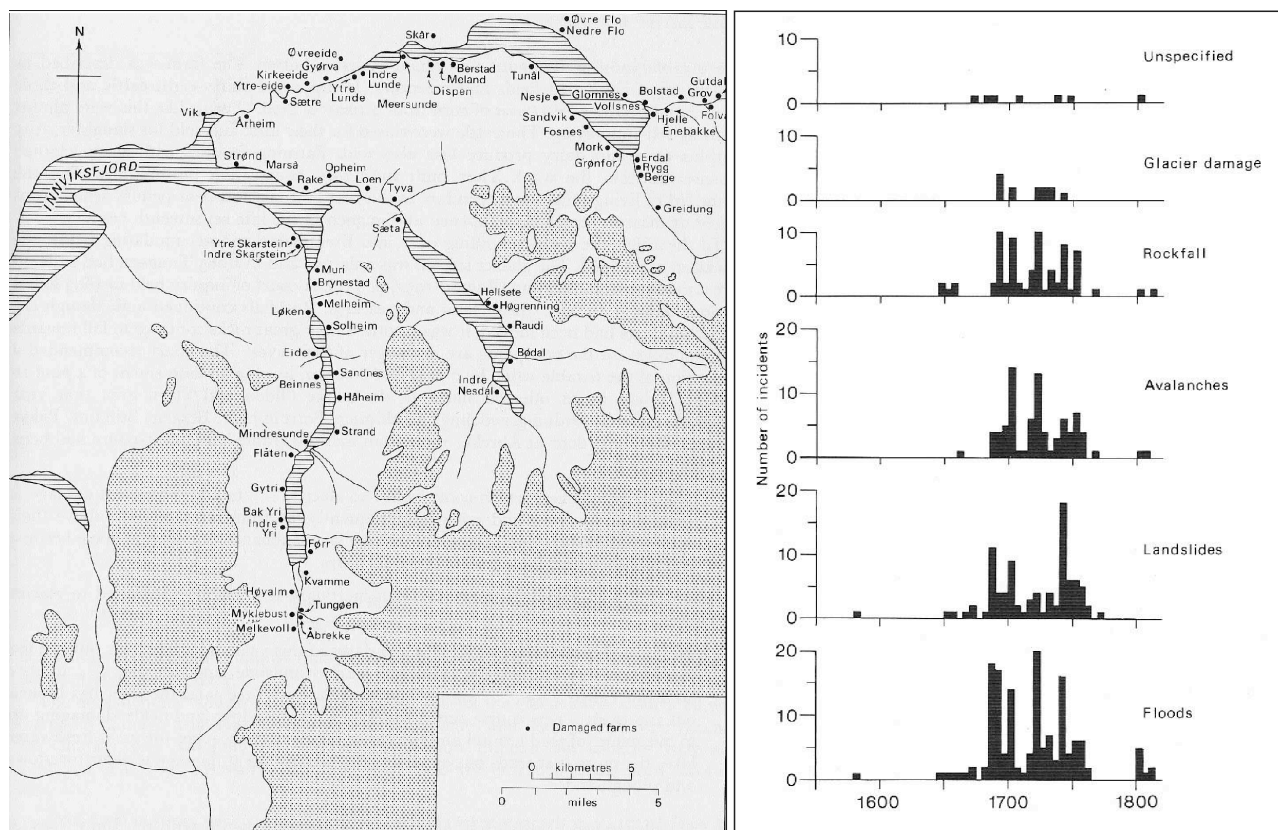 N
Skår
Øvre Flo
Nedre Flo
Øvreeide
Gyørva
Kirkeeide
Ytre-eide
Sætre
Ytre
Lunde
Indre
Lunde
Meersunde
Berstad
Meland
Dispen
Tunål
Nesje
Sandvik
Fosnes
Mork
Grønfor
Glomnes
Vollsnes
Bolstad
Gutdal
Grov
Hjelle
Enebakke
Folva
Erdal
Rygg
Berge
Greidung
Vik
Årheim
Strønd
Marså
Rake
Opheim
Loen
Tyva
Sæta
INNVIKSFJORD
Ytre Skarstein
Indre Skarstein
Muri
Brynestad
Melheim
Løken
Solheim
Eide
Beinnes
Sandnes
Håheim
Strand
Mindresunde
Flåten
Gytri
Bak Yri
Indre
Yri
Førr
Kvamme
Høyalm
Tungøen
Myklebust
Melkevoll
Åbrekke
Hellsete
Høgrenning
Raudi
Bødal
Indre
Nesdal
Damaged farms
0 kilometres 5
0 miles 5
10
0
Unspecified
10
0
Glacier damage
10
0
Rockfall
20
10
0
Avalanches
Number of incidents
20
10
0
Landslides
20
10
0
Floods
1600 1700 1800